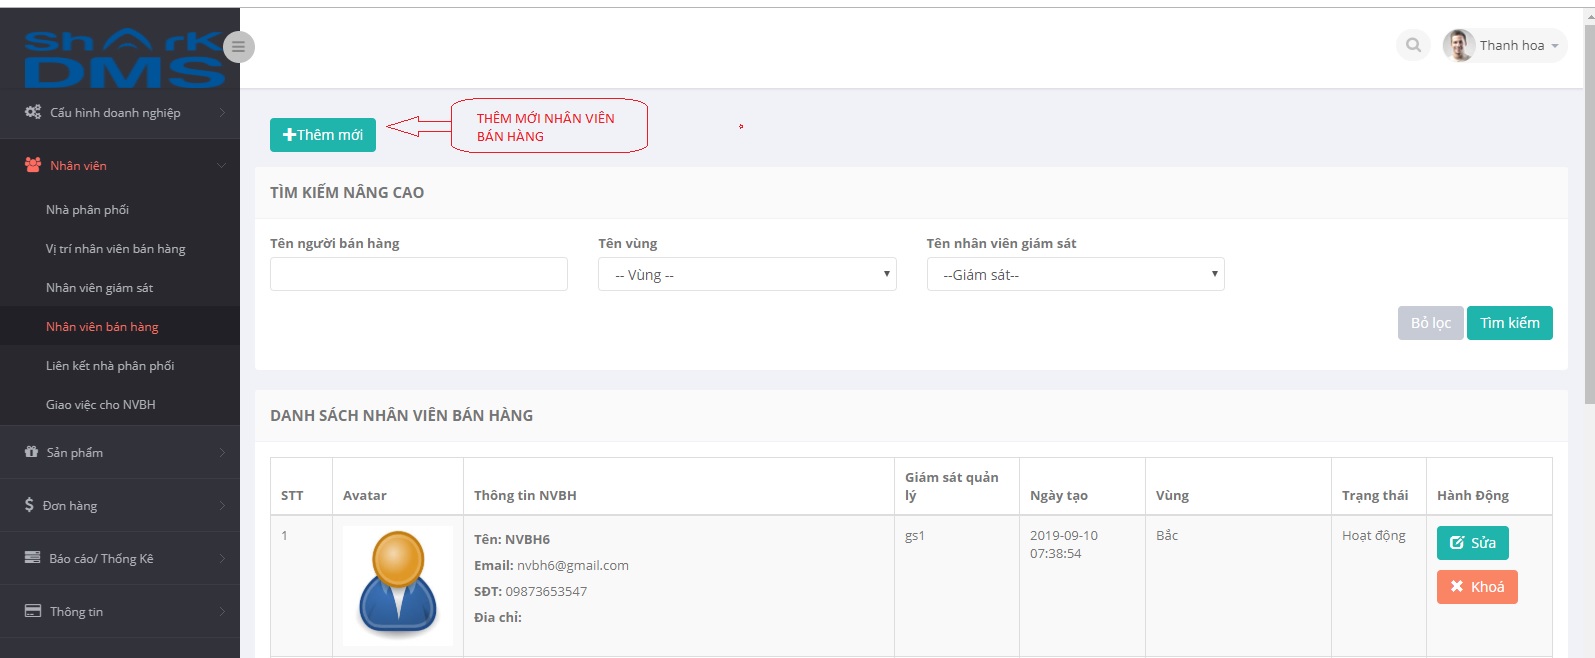 Shark
DMS
Thanh hoa
Cấu hình doanh nghiệp
Nhân viên
Nhà phân phối
Vị trí nhân viên bán hàng
Nhân viên giám sát
Nhân viên bán hàng
Liên kết nhà phân phối
Giao việc cho NVBH
Sản phẩm
Đơn hàng
Báo cáo/ Thống Kê
Thông tin
Thêm mới
THÊM MỚI NHÂN VIÊN
BÁN HÀNG
TÌM KIẾM NÂNG CAO
Tên người bán hàng
Tên vùng
Tên nhân viên giám sát
-- Vùng --
--Giám sát--
Bỏ lọc
Tìm kiếm
DANH SÁCH NHÂN VIÊN BÁN HÀNG
STT
Avatar
Thông tin NVBH
Giám sát quản
lý
Ngày tạo
Vùng
Trạng thái
Hành Động
1
Tên: NVBH6
Email: nvbh6@gmail.com
SĐT: 09873653547
Đia chỉ:
gs1
2019-09-10
07:38:54
Bắc
Hoạt động
Sửa
Khoá